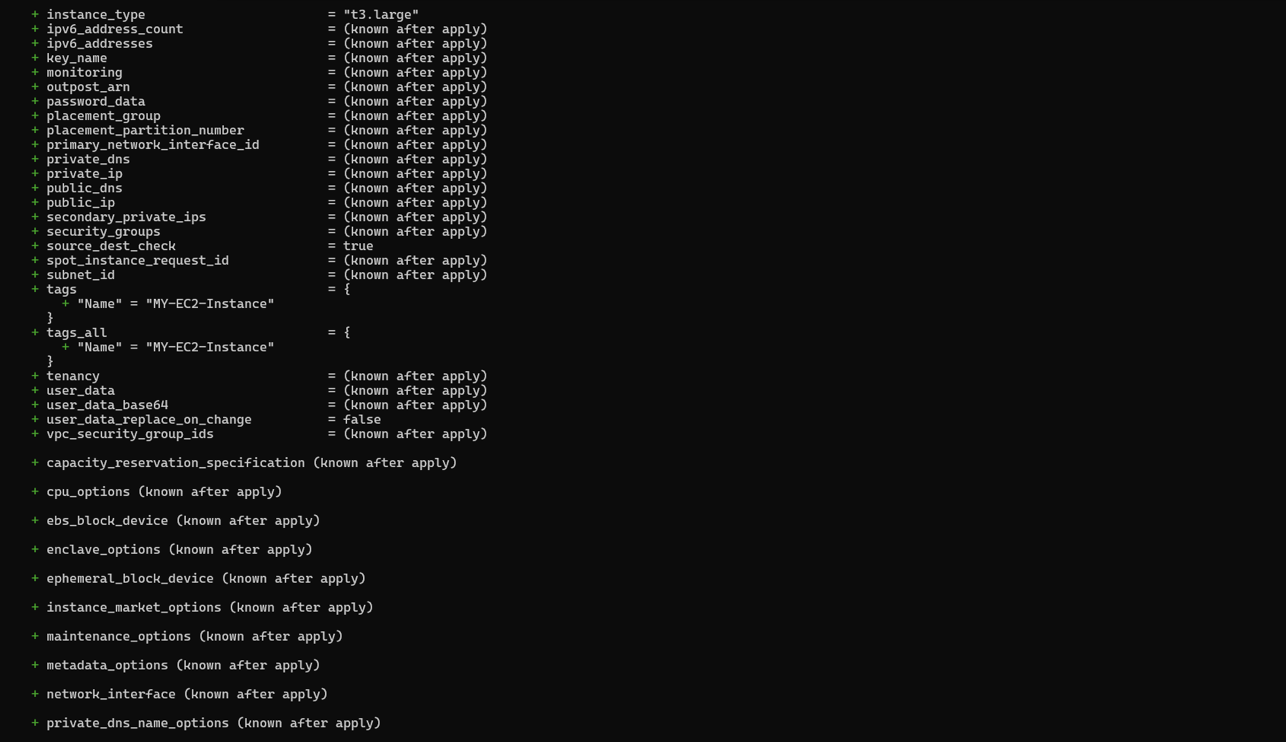 + instance_type = "t3.large"
+ ipv6_address_count = (known after apply)
+ ipv6_addresses = (known after apply)
+ key_name = (known after apply)
+ monitoring = (known after apply)
+ outpost_arn = (known after apply)
+ password_data = (known after apply)
+ placement_group = (known after apply)
+ placement_partition_number = (known after apply)
+ primary_network_interface_id = (known after apply)
+ private_dns = (known after apply)
+ private_ip = (known after apply)
+ public_dns = (known after apply)
+ public_ip = (known after apply)
+ secondary_private_ips = (known after apply)
+ security_groups = (known after apply)
+ source_dest_check = true
+ spot_instance_request_id = (known after apply)
+ subnet_id = (known after apply)
+ tags = {
+ "Name" = "MY-EC2-Instance"
}
+ tags_all = {
+ "Name" = "MY-EC2-Instance"
}
+ tenancy = (known after apply)
+ user_data = (known after apply)
+ user_data_base64 = (known after apply)
+ user_data_replace_on_change = false
+ vpc_security_group_ids = (known after apply)
+ capacity_reservation_specification (known after apply)
+ cpu_options (known after apply)
+ ebs_block_device (known after apply)
+ enclave_options (known after apply)
+ ephemeral_block_device (known after apply)
+ instance_market_options (known after apply)
+ maintenance_options (known after apply)
+ metadata_options (known after apply)
+ network_interface (known after apply)
+ private_dns_name_options (known after apply)